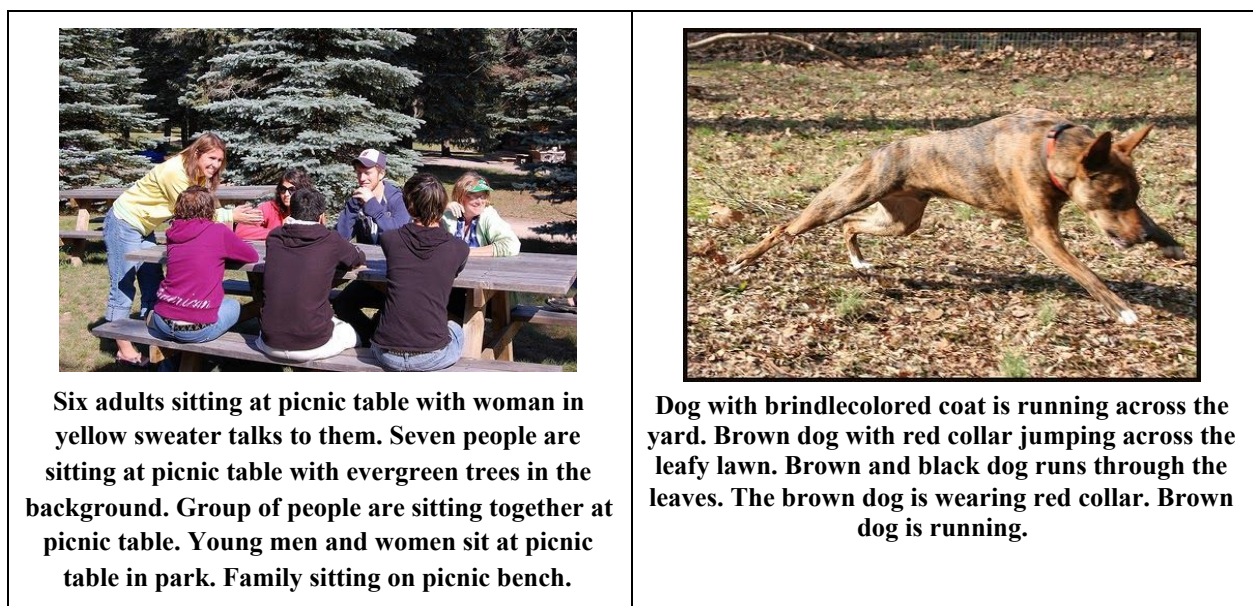 Six adults sitting at picnic table with woman in
yellow sweater talks to them. Seven people are
sitting at picnic table with evergreen trees in the
background. Group of people are sitting together at
picnic table. Young men and women sit at picnic
table in park. Family sitting on picnic bench.
Dog with brindlecolored coat is running across the
yard. Brown dog with red collar jumping across the
leafy lawn. Brown and black dog runs through the
leaves. The brown dog is wearing red collar. Brown
dog is running.